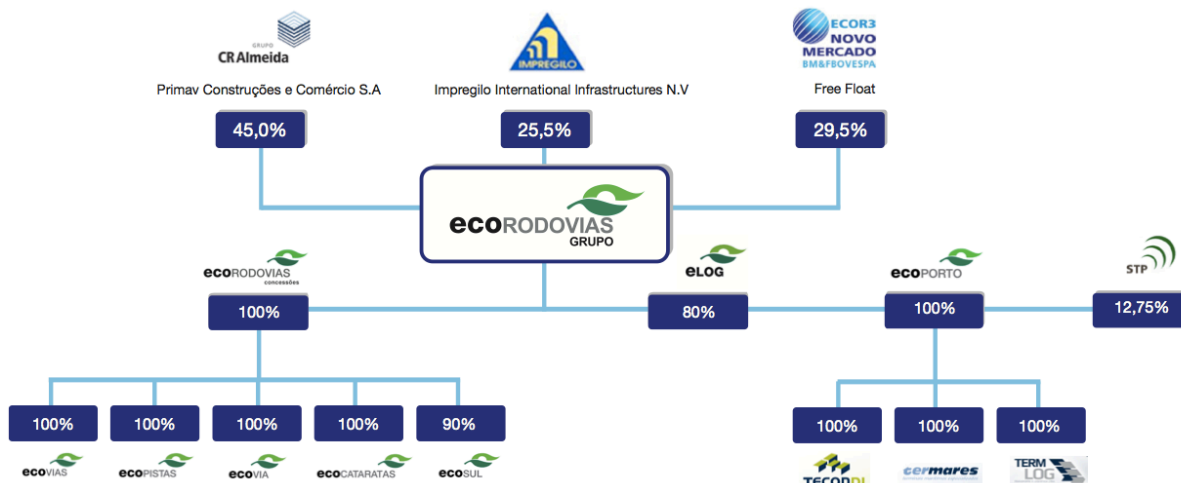 GRUPO
CR Almeida
IMPREGILO
ECOR3
NOVO
MERCADO
BM&FBOVESPA
Primav Construções e Comércio S.A
Impregilo International Infrastructures N.V
Free Float
45,0%
25,5%
29,5%
ecoRODOVIAS
GRUPO
ecoRODOVIAS
concessões
eLOG
ecoPORTO
STP
100%
80%
100%
12,75%
100%
100%
100%
100%
90%
100%
100%
100%
ecoVIAS
ecoPISTAS
ecoVIA
ecoCATARATAS
ecoSUL
TECONDI
cermares
TERM
LOG